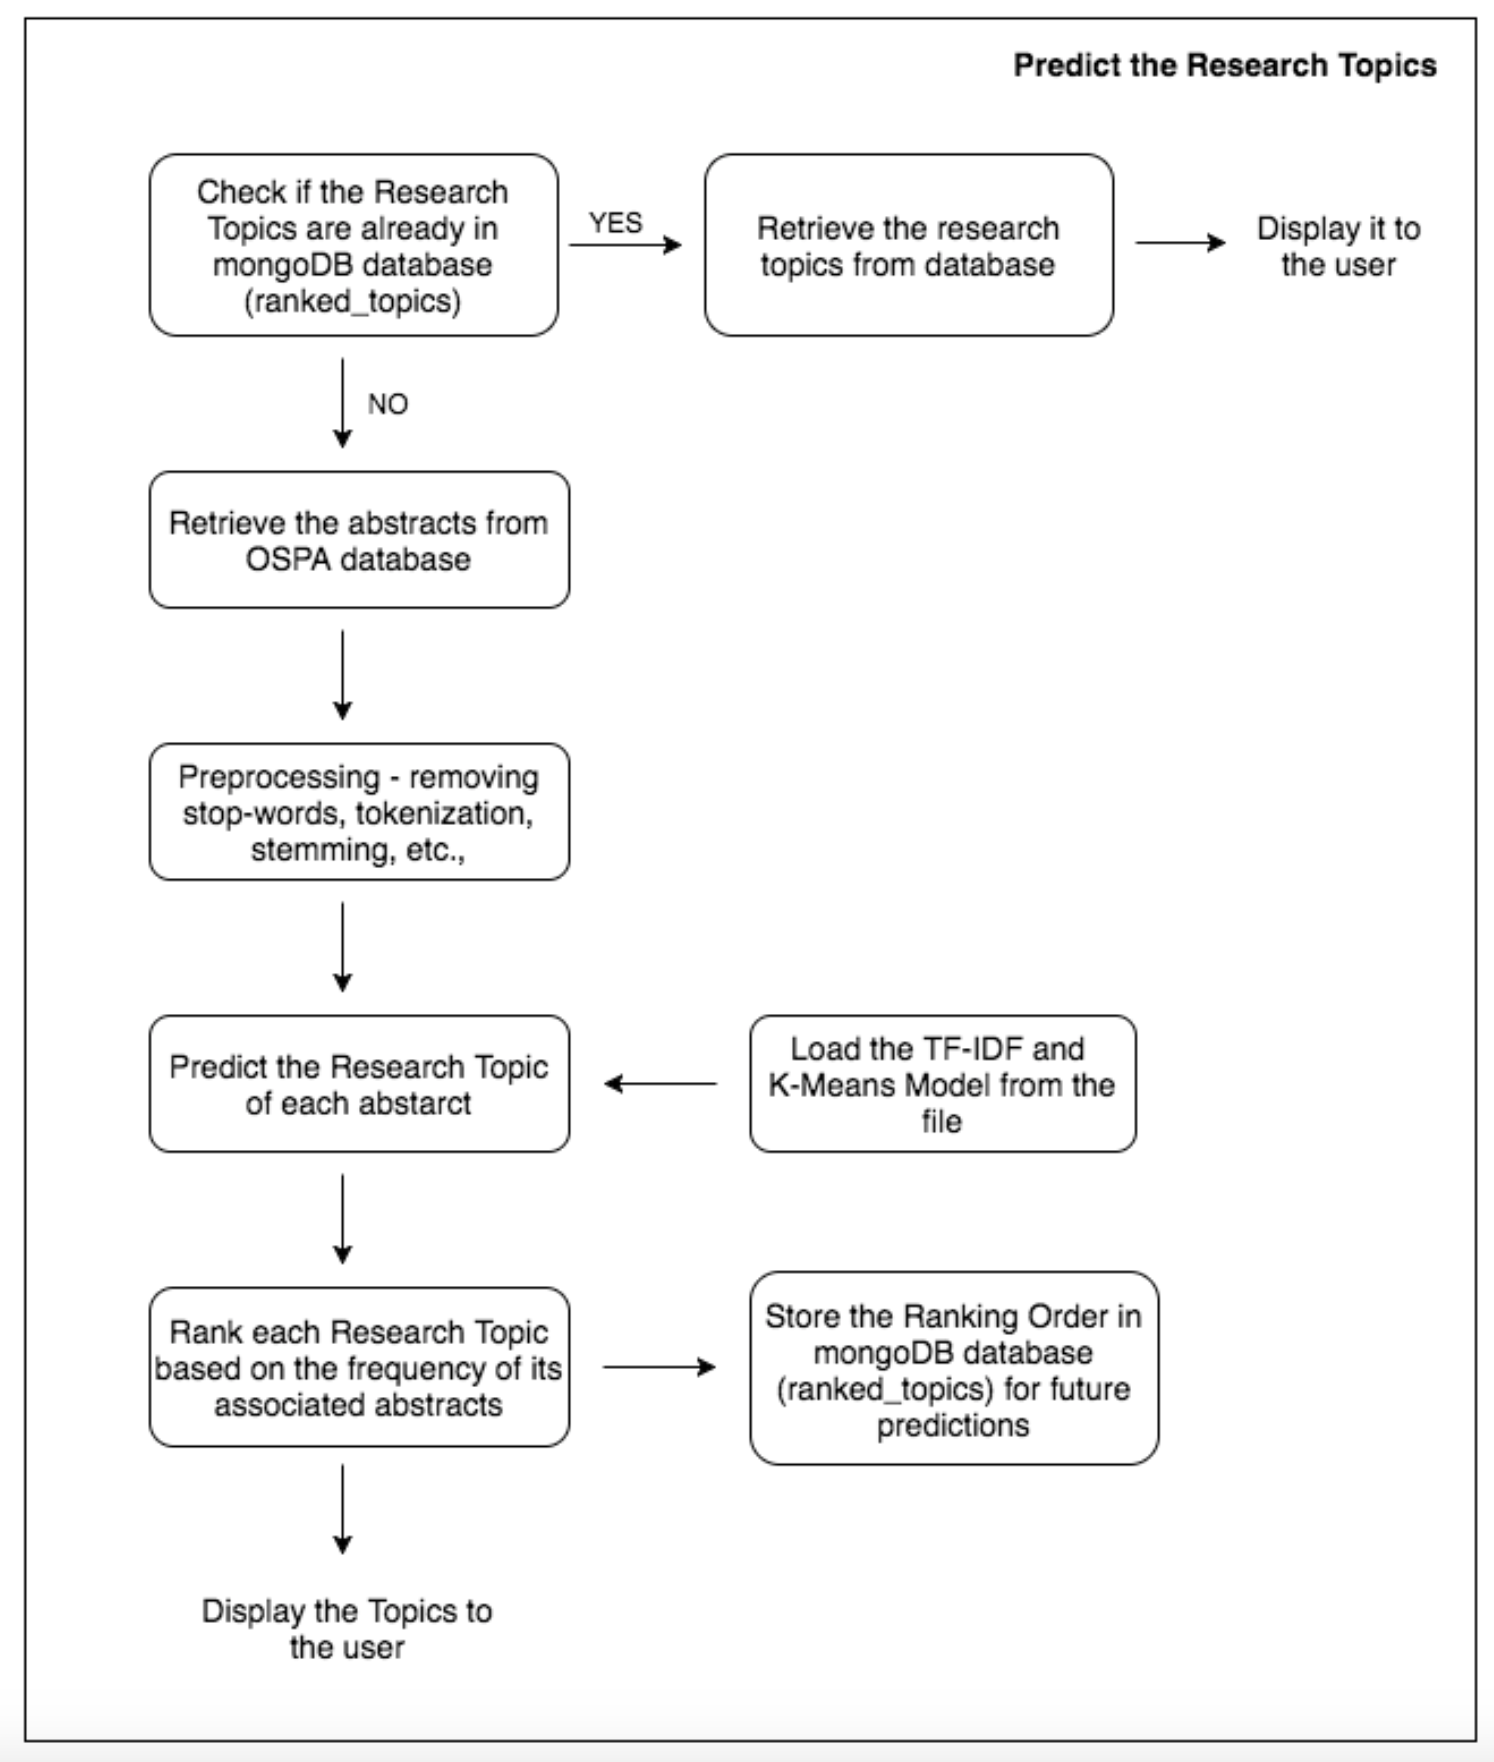 Predict the Research Topics
Check if the Research
Topics are already in
mongoDB database
(ranked_topics)
YES
Retrieve the research
topics from database
Display it to
the user
NO
Retrieve the abstracts from
OSPA database
Preprocessing - removing
stop-words, tokenization,
stemming, etc.,
Predict the Research Topic
of each abstarct
Load the TF-IDF and
K-Means Model from the
file
Rank each Research Topic
based on the frequency of its
associated abstracts
Store the Ranking Order in
mongoDB database
(ranked_topics) for future
predictions
Display the Topics to
the user